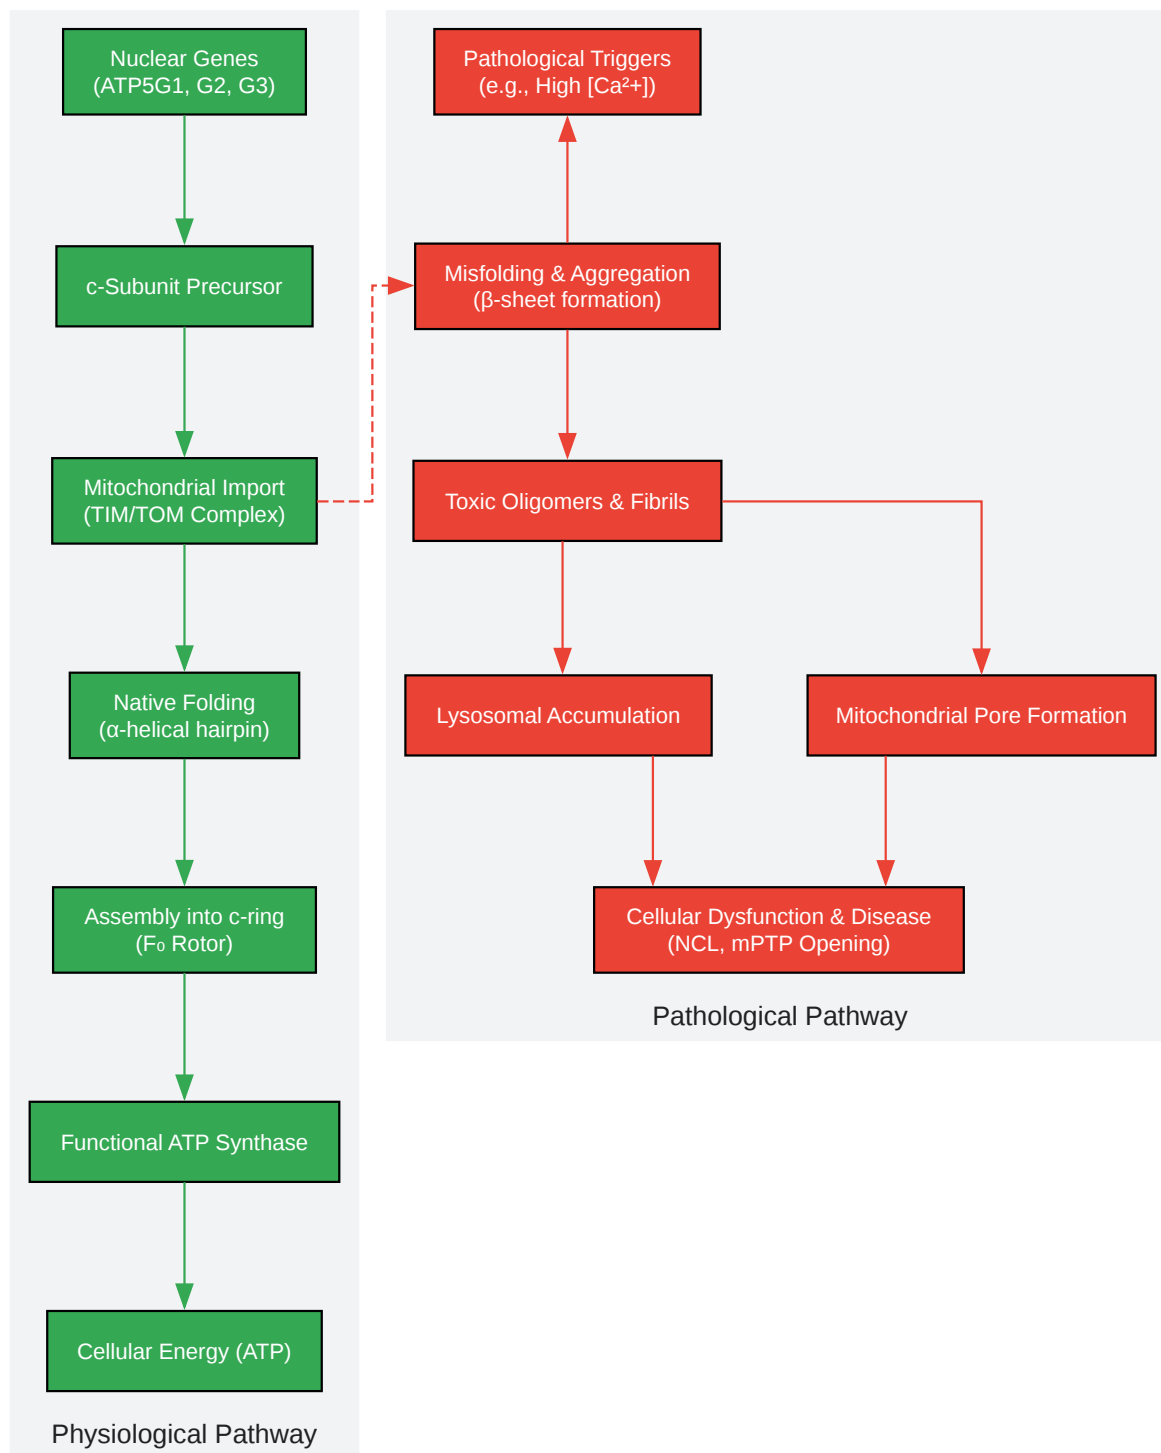 Nuclear Genes
(ATP5G1, G2, G3)
c-Subunit Precursor
Mitochondrial Import
(TIM/TOM Complex)
Native Folding
(α-helical hairpin)
Assembly into c-ring
(F₀ Rotor)
Functional ATP Synthase
Cellular Energy (ATP)
Physiological Pathway
Pathological Triggers
(e.g., High [Ca²+])
Misfolding & Aggregation
(β-sheet formation)
Toxic Oligomers & Fibrils
Lysosomal Accumulation
Mitochondrial Pore Formation
Cellular Dysfunction & Disease
(NCL, mPTP Opening)
Pathological Pathway